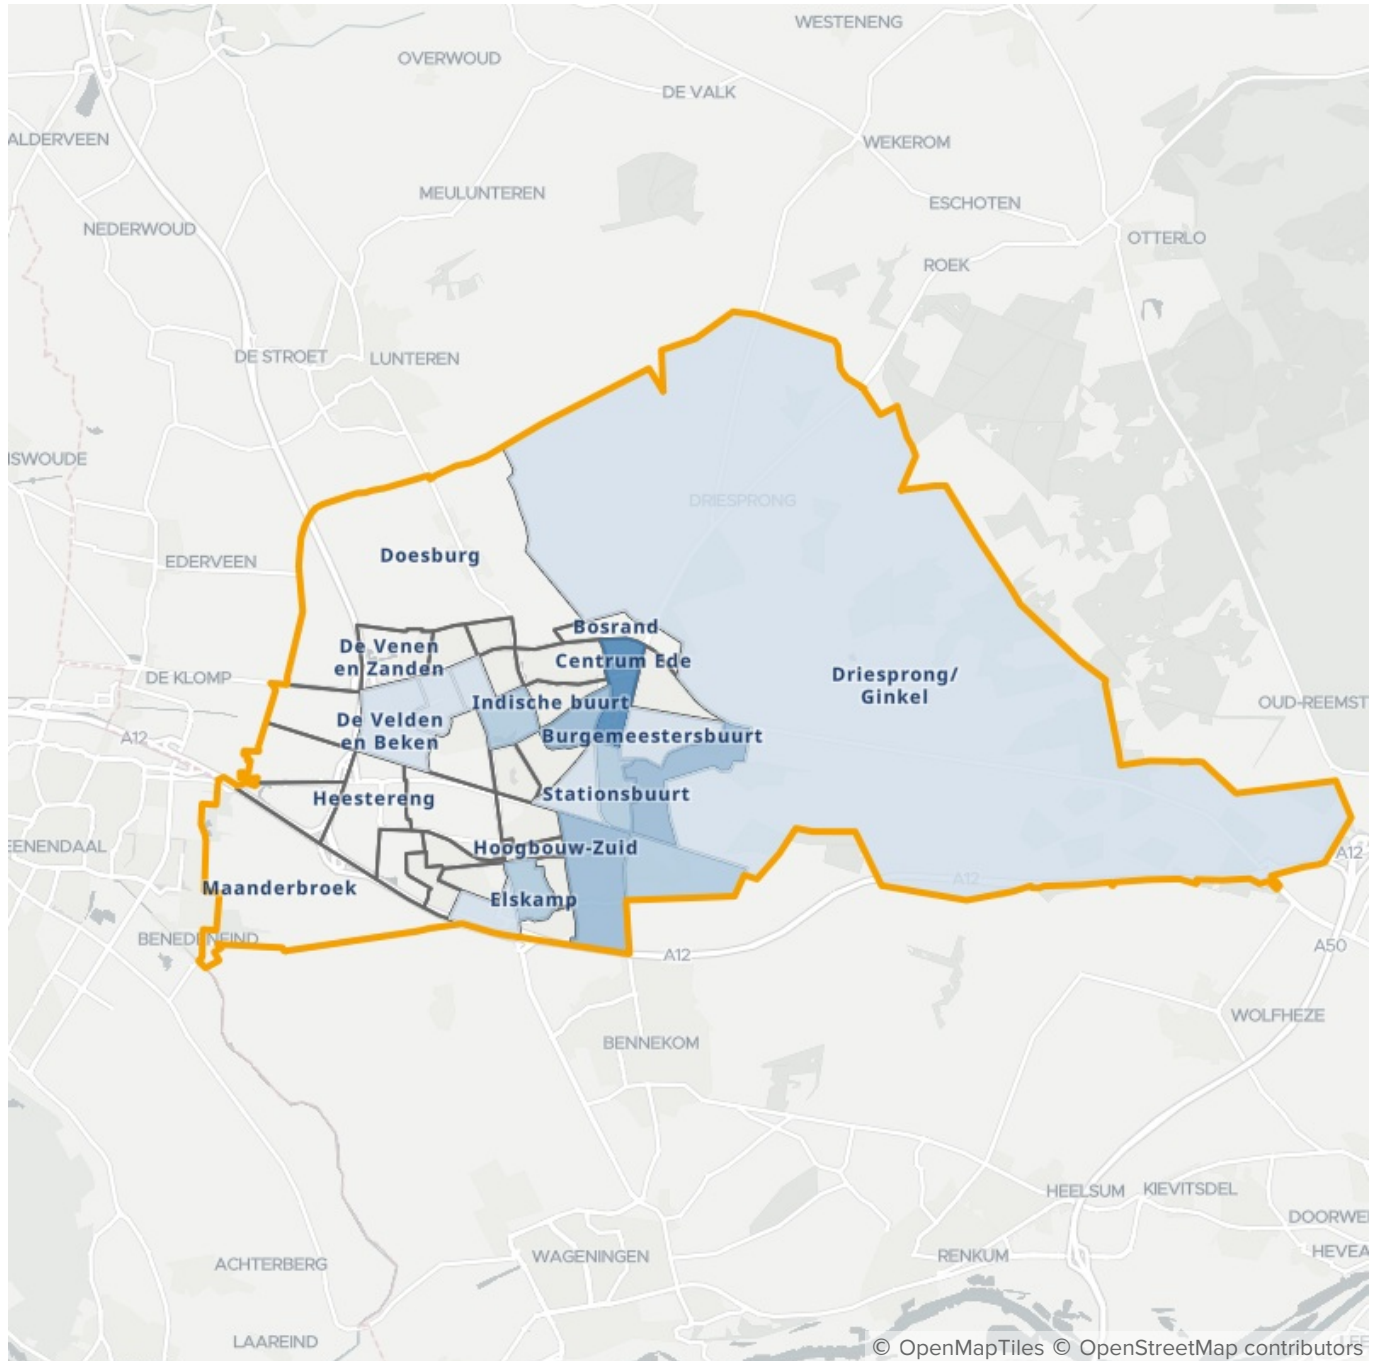 WESTENENG
OVERWOUD
DE VALK
ALDERVEEN
WEKEROM
MEULUNTEREN
ESCHOTEN
NEDERWOUD
OTTERLO
ROEK
DE STROET
LUNTEREN
ISWOUDE
DRIESPRONG
Doesburg
EDERVEEN
Bosrand
De Venen
en Zanden
Centrum Ede
DE KLOMP
Driesprong/
Ginkel
Indische buurt
OUD-REEMST
De Velden
en Beken
A12
Burgemeestersbuurt
Heestereng
Stationsbuurt
EENENDAAL
Hoogbouw-Zuid
A12
A12
Maanderbroek
Elskamp
BENEDENEIND
A12
A50
WOLFHEZE
BENNEKOM
HEELSUM
KIEVITSDEL
DOORWE
ACHTERBERG
WAGENINGEN
RENKUM
HEVEA
LAAREIND
© OpenMapTiles © OpenStreetMap contributors